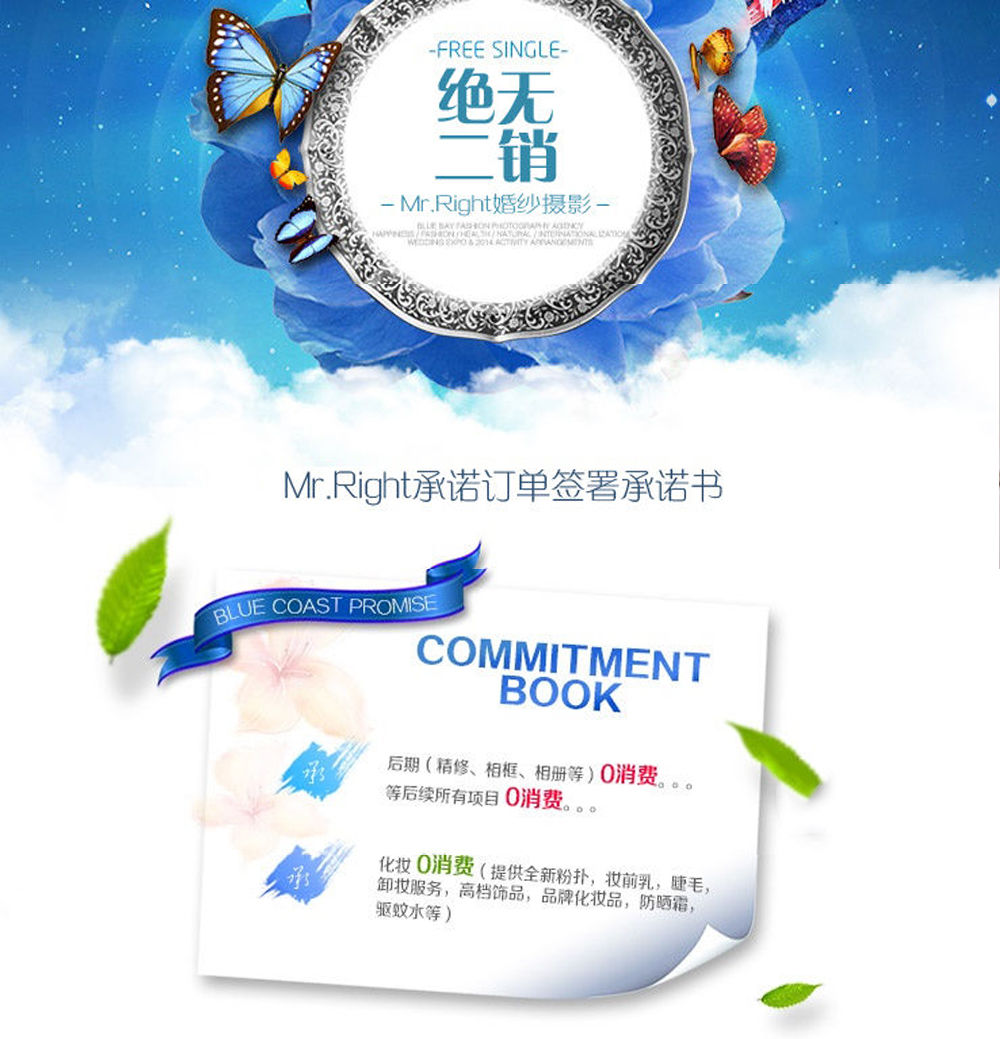 -FREE SINGLE-
绝无
二销
– Mr.Right婚纱摄影 –
BLUE BAY FASHION PHOTOGRAPHY AGENCY
HAPPINESS / FASHION / HEALTH / NATURAL / INTERNATIONALIZATION
WEDDING EXPO & 2014 ACTIVITY ARRANGEMENTS
Mr.Right承诺订单签署承诺书
BLUE COAST PROMISE
COMMITMENT
BOOK
承
后期（精修、相框、相册等）0消费。。。
等后续所有项目 0消费。。。
承
化妆 0消费（提供全新粉扑，妆前乳，睫毛，
卸妆服务，高档饰品，品牌化妆品，防晒霜，
驱蚊水等）